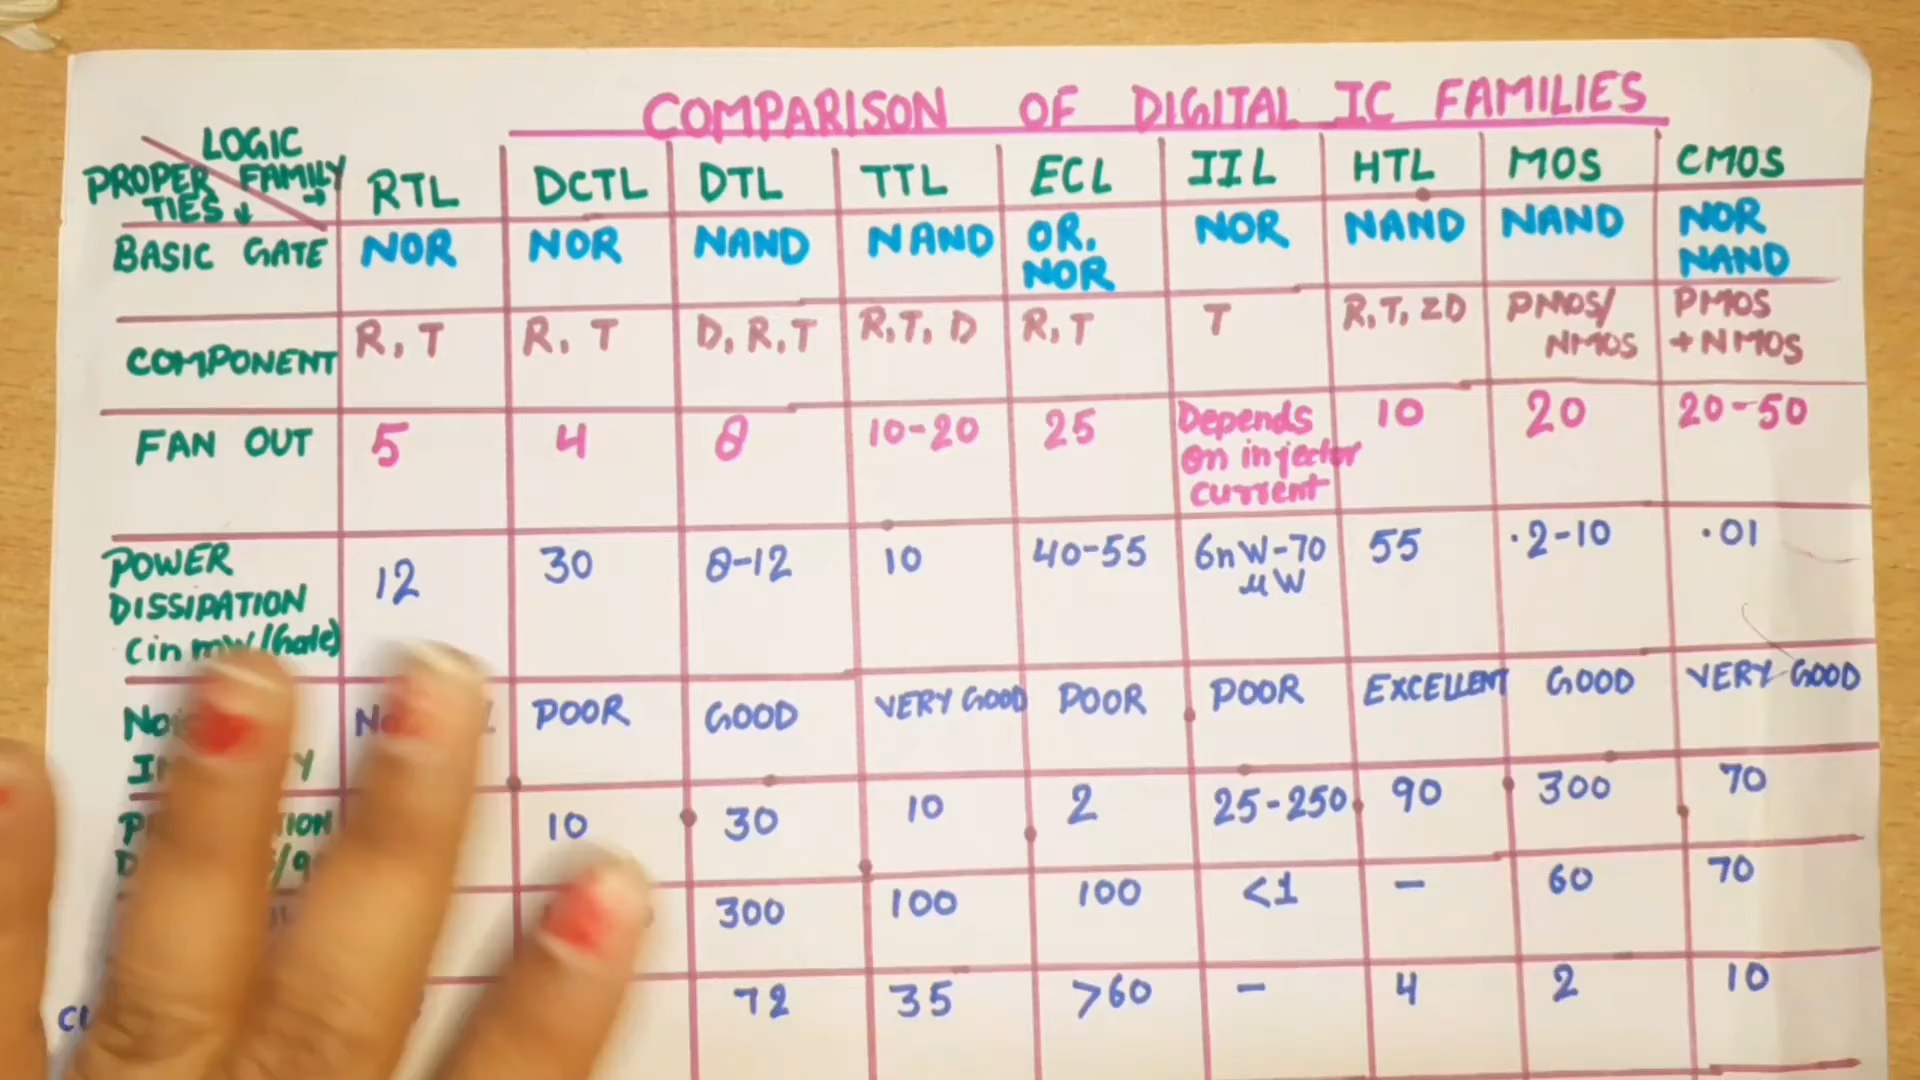 COMPARISON OF DIGITAL IC FAMILIES
LOGIC FAMILY →
PROPERTIES ↓
RTL DCTL DTL TTL ECL IIL HTL MOS CMOS
BASIC GATE NOR NOR NAND NAND OR, NOR NOR NAND NAND NOR NAND
COMPONENT R, T R, T D, R, T R, T, D R, T T R, T, ZD PMOS/ NMOS PMOS + NMOS
FAN OUT 5 4 8 10-20 25 Depends on injector current 10 20 20-50
POWER DISSIPATION (in mW/Gate) 12 30 8-12 10 40-55 6nW-70 μW 55 .2-10 .01
POOR GOOD VERY GOOD POOR POOR EXCELLENT GOOD VERY GOOD
10 30 10 2 25-250 90 300 70
300 100 100 <1 - 60 70
72 35 >60 - 4 2 10